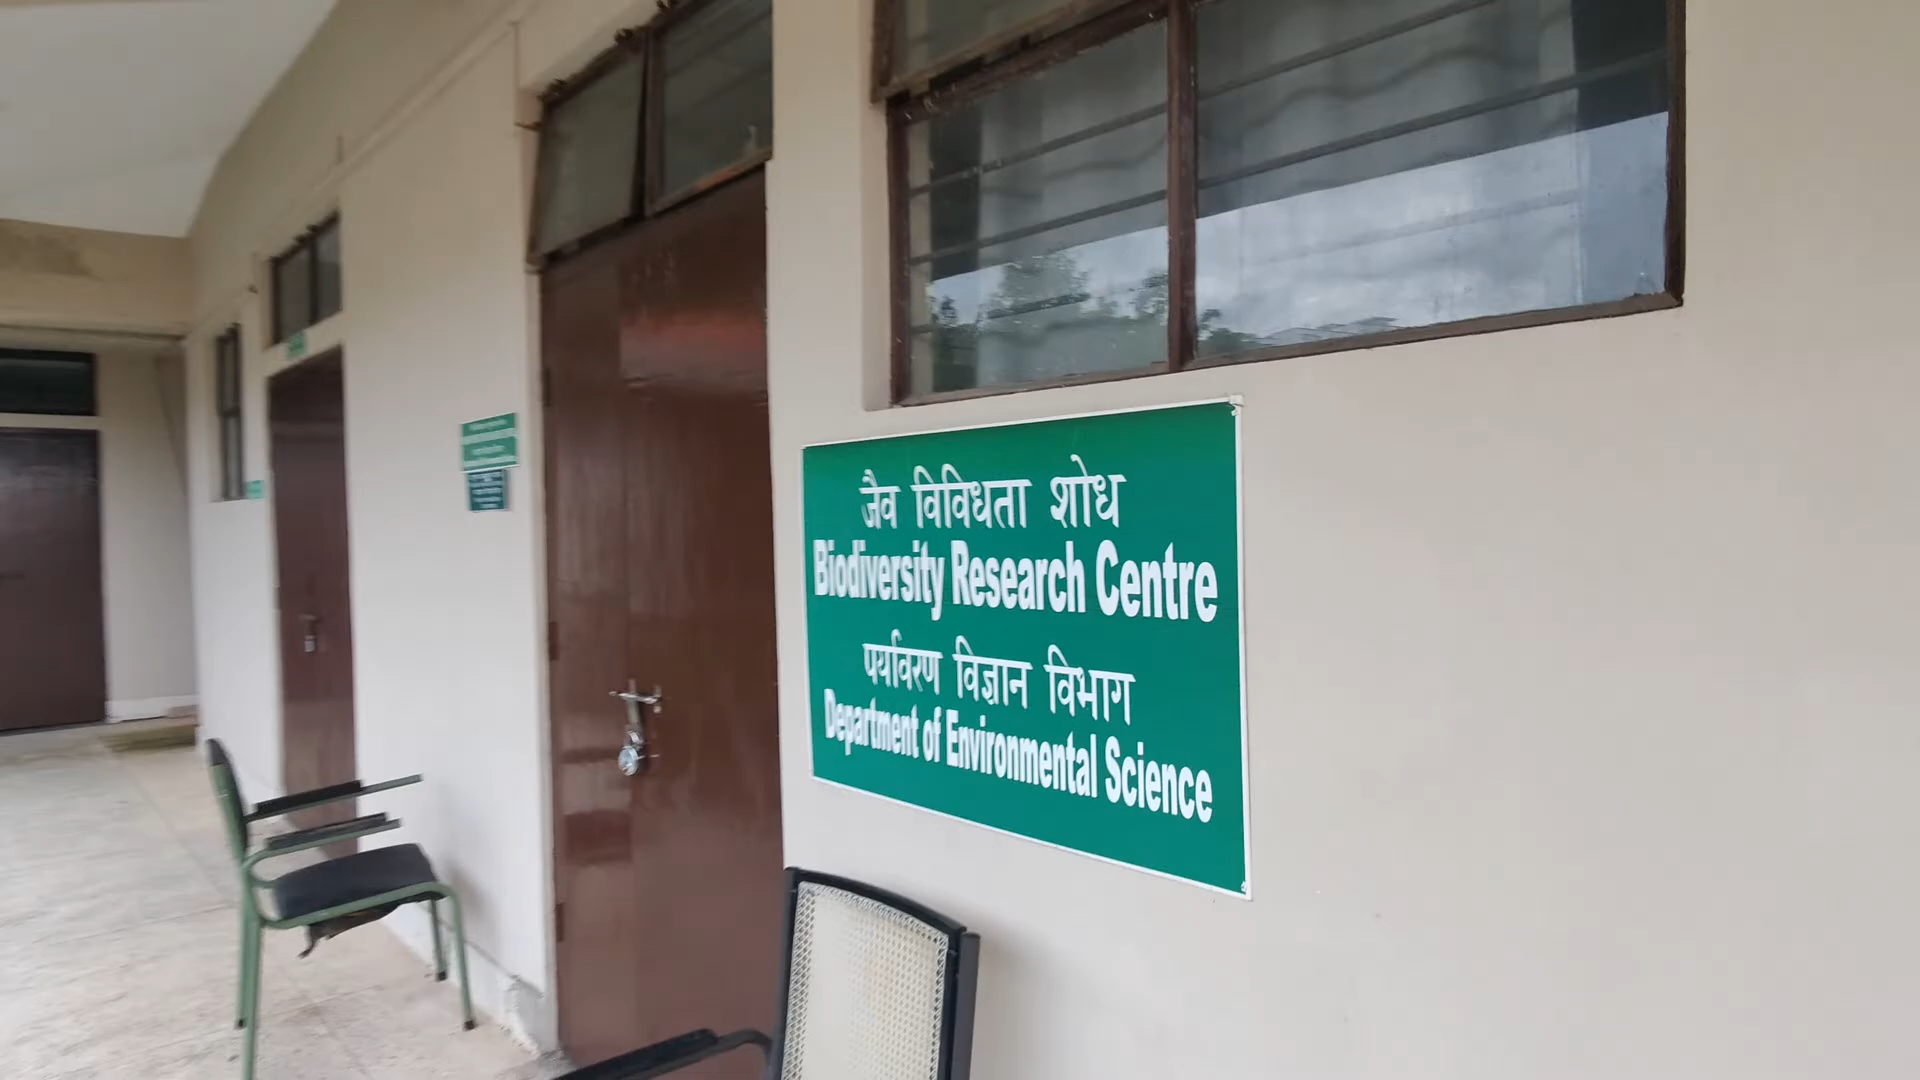 जैव विविधता शोध
Biodiversity Research Centre
पर्यावरण विज्ञान विभाग
Department of Environmental Science